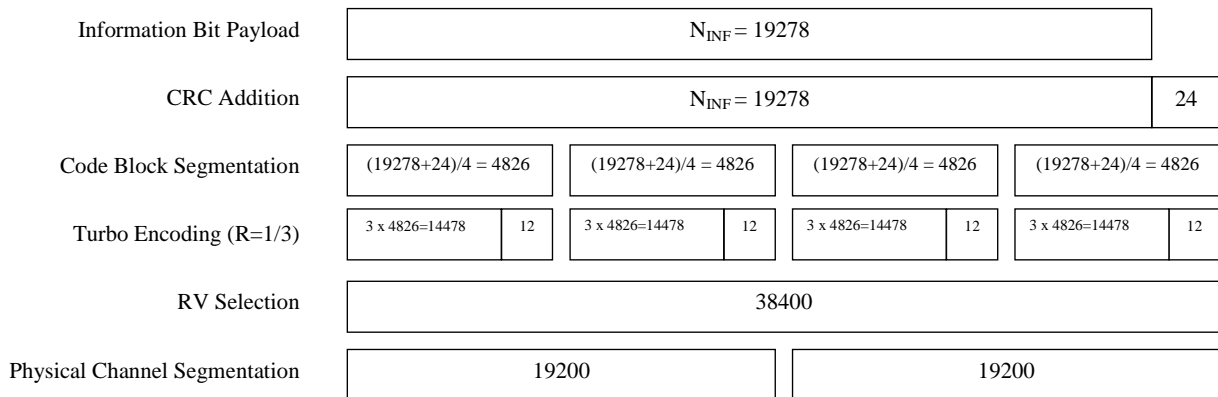 Information Bit Payload N_INF = 19278
CRC Addition N_INF = 19278 24
Code Block Segmentation (19278+24)/4 = 4826 (19278+24)/4 = 4826 (19278+24)/4 = 4826 (19278+24)/4 = 4826
Turbo Encoding (R=1/3) 3 x 4826=14478 12 3 x 4826=14478 12 3 x 4826=14478 12 3 x 4826=14478 12
RV Selection 38400
Physical Channel Segmentation 19200 19200